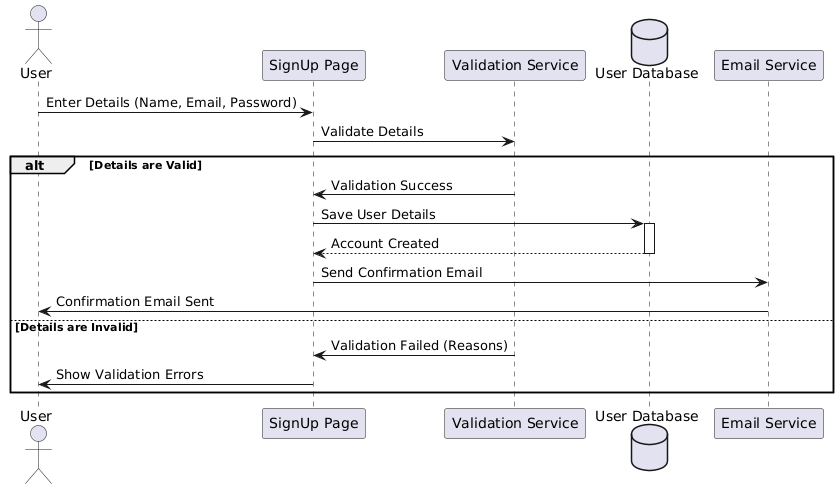 User
SignUp Page
Validation Service
User Database
Email Service
Enter Details (Name, Email, Password)
Validate Details
alt [Details are Valid]
Validation Success
Save User Details
Account Created
Send Confirmation Email
Confirmation Email Sent
[Details are Invalid]
Validation Failed (Reasons)
Show Validation Errors
User
SignUp Page
Validation Service
User Database
Email Service